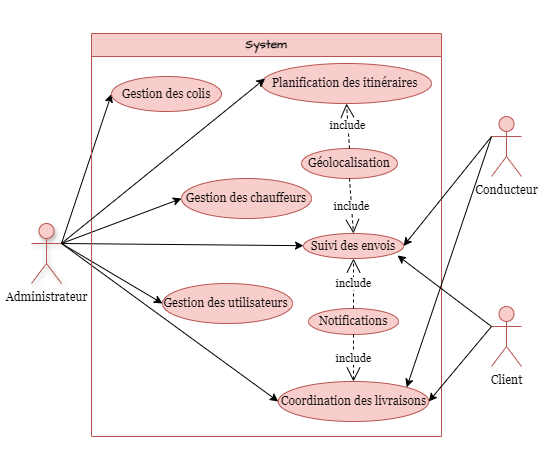 System
Planification des itinéraires
Gestion des colis
include
Géolocalisation
Conducteur
Gestion des chauffeurs
include
Suivi des envois
include
Administrateur
Gestion des utilisateurs
Notifications
include
Client
Coordination des livraisons